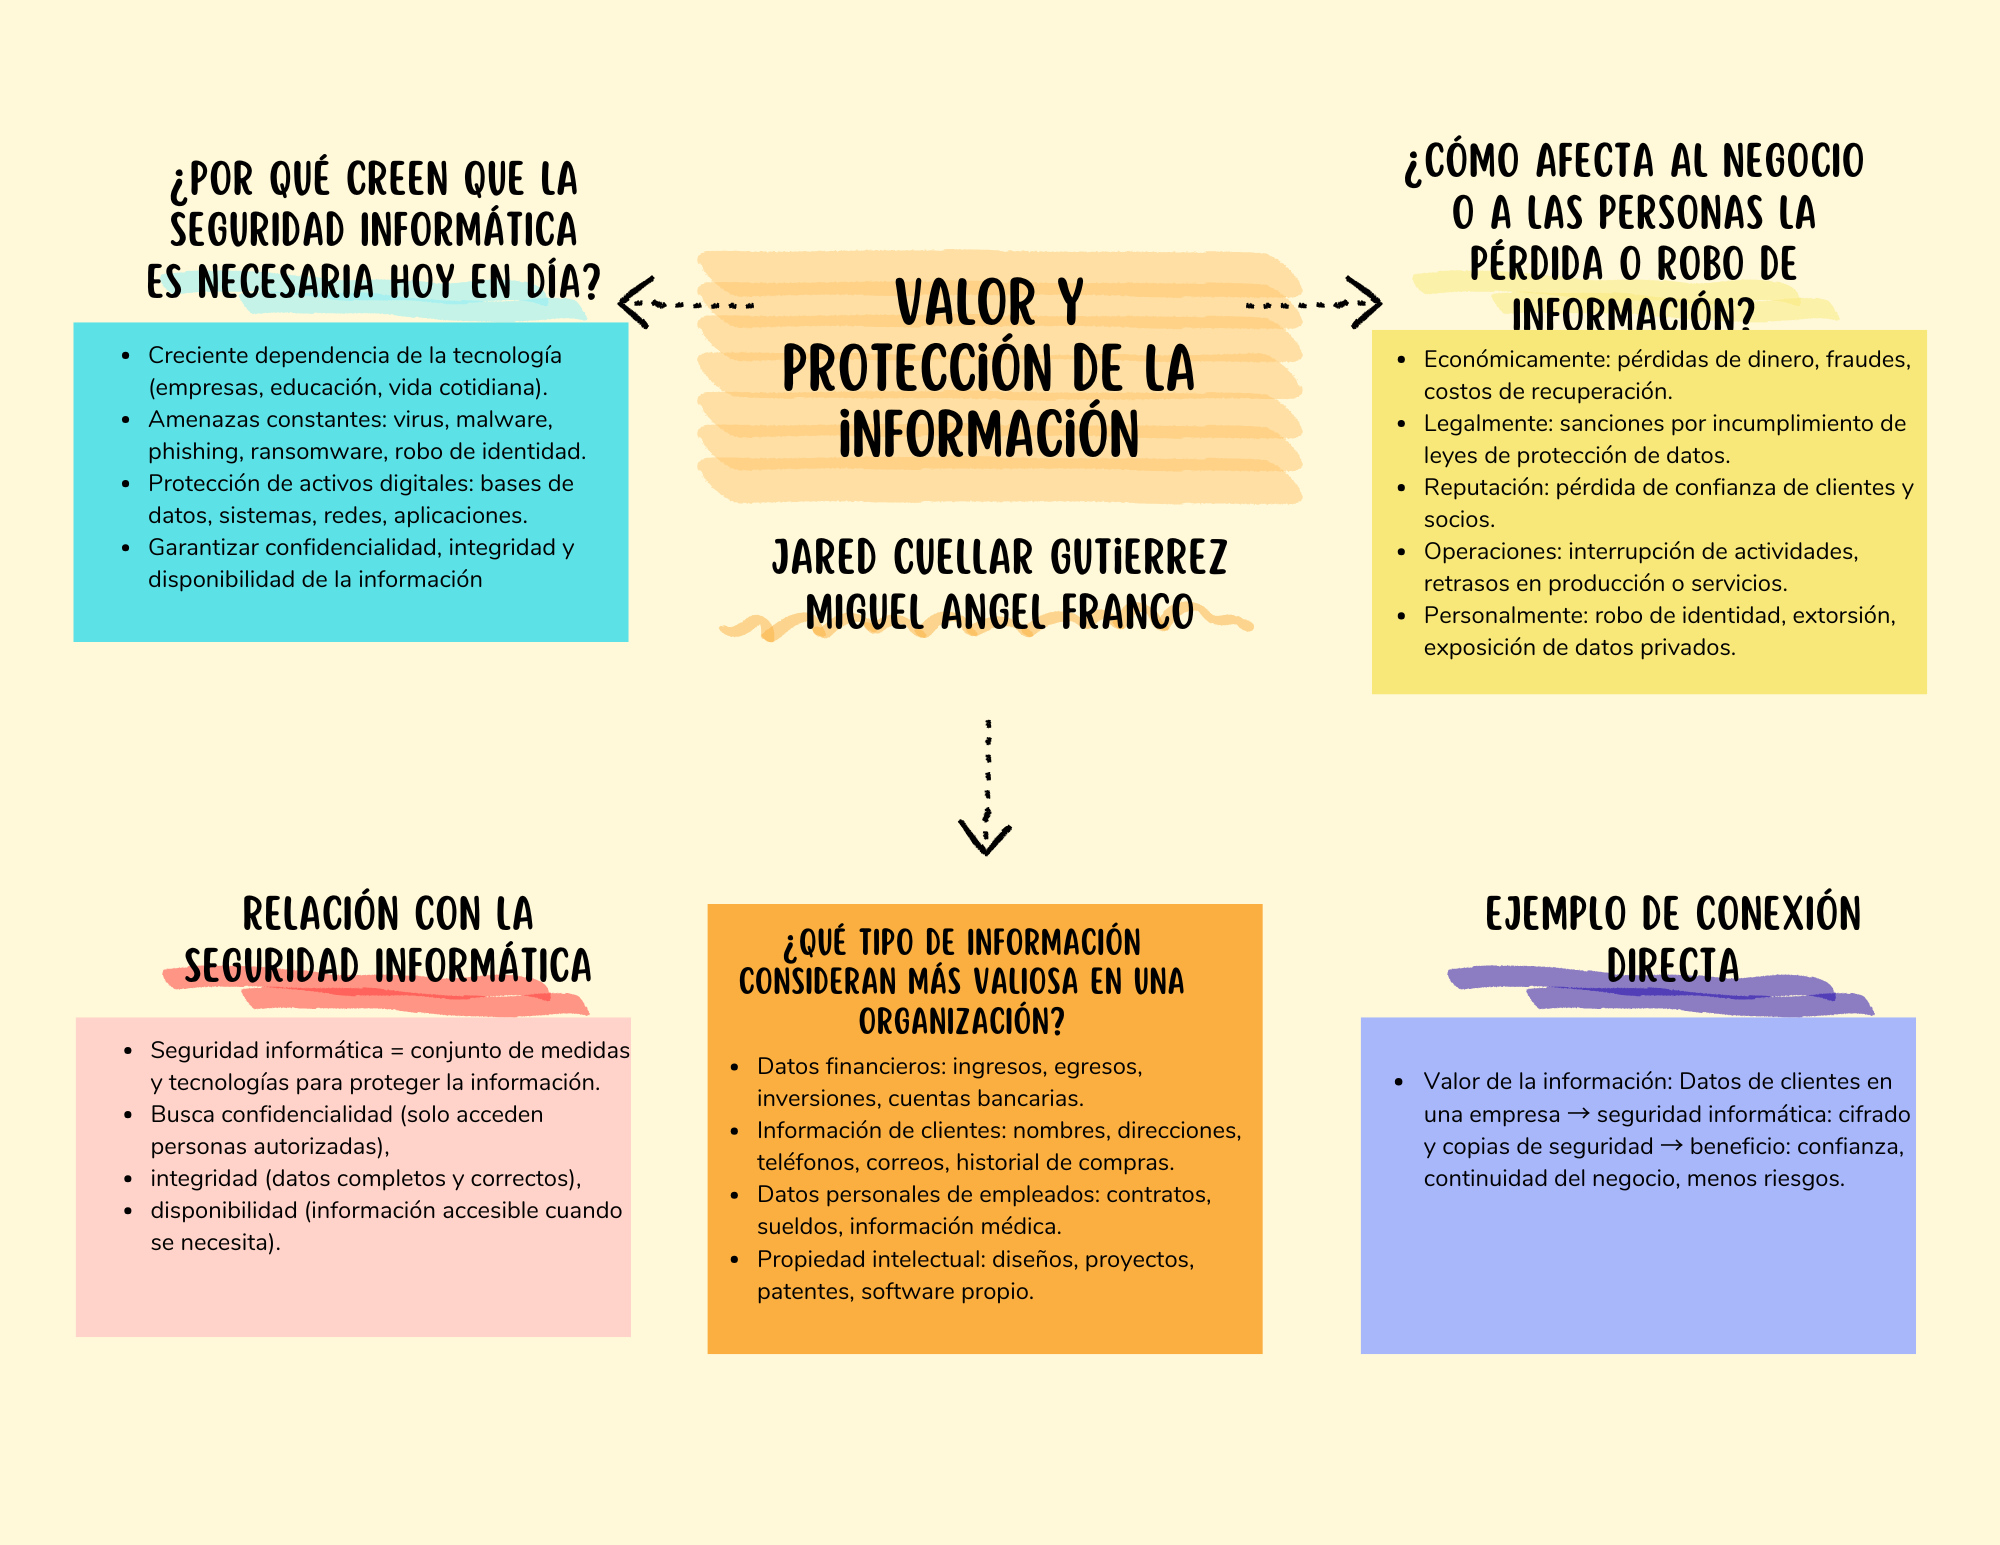 ¿POR QUÉ CREEN QUE LA
SEGURIDAD INFORMÁTICA
ES NECESARIA HOY EN DÍA?
• Creciente dependencia de la tecnología
(empresas, educación, vida cotidiana).
• Amenazas constantes: virus, malware,
phishing, ransomware, robo de identidad.
• Protección de activos digitales: bases de
datos, sistemas, redes, aplicaciones.
• Garantizar confidencialidad, integridad y
disponibilidad de la información
VALOR Y
PROTECCIÓN DE LA
INFORMACIÓN
JARED CUELLAR GUTIERREZ
MIGUEL ANGEL FRANCO
¿CÓMO AFECTA AL NEGOCIO
O A LAS PERSONAS LA
PÉRDIDA O ROBO DE
INFORMACIÓN?
• Económicamente: pérdidas de dinero, fraudes,
costos de recuperación.
• Legalmente: sanciones por incumplimiento de
leyes de protección de datos.
• Reputación: pérdida de confianza de clientes y
socios.
• Operaciones: interrupción de actividades,
retrasos en producción o servicios.
• Personalmente: robo de identidad, extorsión,
exposición de datos privados.
RELACIÓN CON LA
SEGURIDAD INFORMÁTICA
• Seguridad informática = conjunto de medidas
y tecnologías para proteger la información.
• Busca confidencialidad (solo acceden
personas autorizadas),
• integridad (datos completos y correctos),
• disponibilidad (información accesible cuando
se necesita).
¿QUÉ TIPO DE INFORMACIÓN
CONSIDERAN MÁS VALIOSA EN UNA
ORGANIZACIÓN?
• Datos financieros: ingresos, egresos,
inversiones, cuentas bancarias.
• Información de clientes: nombres, direcciones,
teléfonos, correos, historial de compras.
• Datos personales de empleados: contratos,
sueldos, información médica.
• Propiedad intelectual: diseños, proyectos,
patentes, software propio.
EJEMPLO DE CONEXIÓN
DIRECTA
• Valor de la información: Datos de clientes en
una empresa → seguridad informática: cifrado
y copias de seguridad → beneficio: confianza,
continuidad del negocio, menos riesgos.